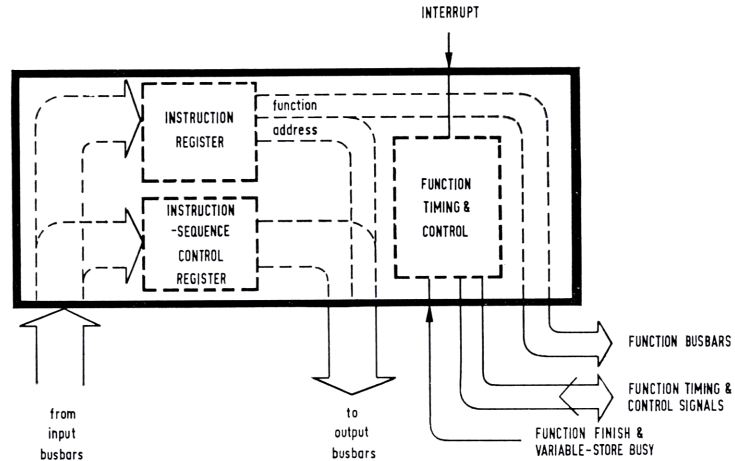 INTERRUPT
INSTRUCTION
REGISTER
function
address
INSTRUCTION
-SEQUENCE
CONTROL
REGISTER
FUNCTION
TIMING &
CONTROL
FUNCTION BUSBARS
FUNCTION TIMING &
CONTROL SIGNALS
FUNCTION FINISH &
VARIABLE-STORE BUSY
from
input
busbars
to
output
busbars